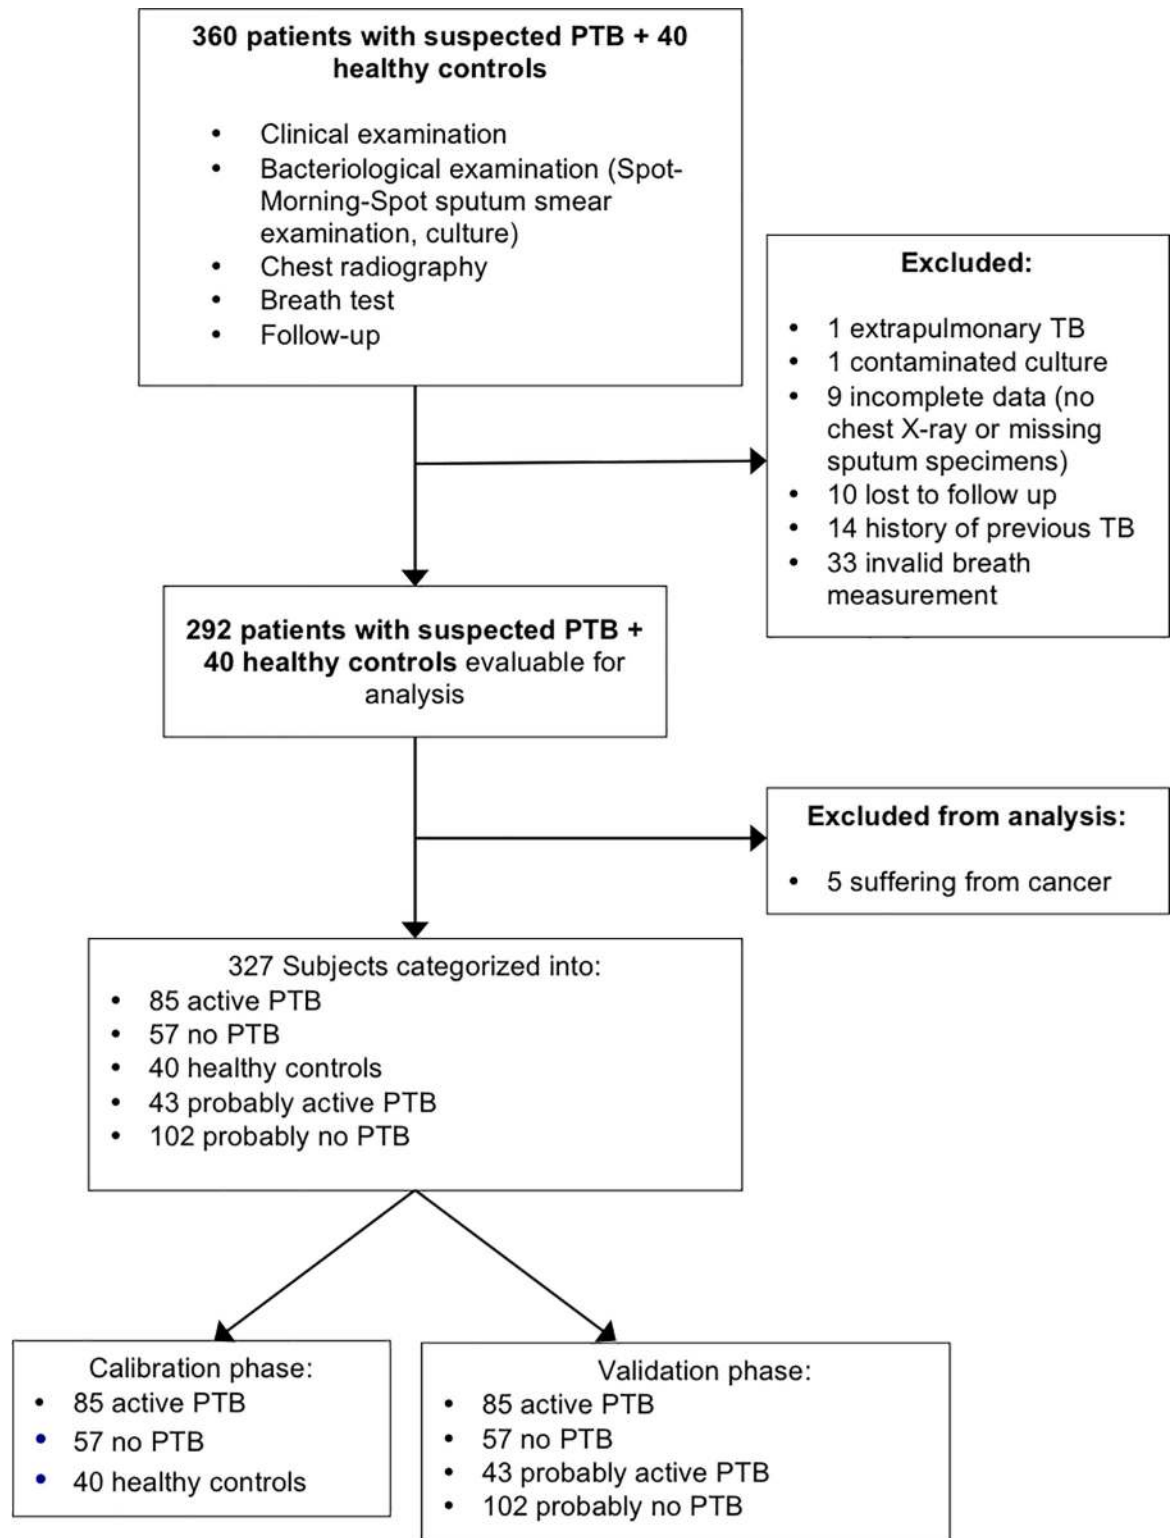 360 patients with suspected PTB + 40
healthy controls
• Clinical examination
• Bacteriological examination (Spot-
Morning-Spot sputum smear
examination, culture)
• Chest radiography
• Breath test
• Follow-up
Excluded:
• 1 extrapulmonary TB
• 1 contaminated culture
• 9 incomplete data (no
chest X-ray or missing
sputum specimens)
• 10 lost to follow up
• 14 history of previous TB
• 33 invalid breath
measurement
292 patients with suspected PTB +
40 healthy controls evaluable for
analysis
Excluded from analysis:
• 5 suffering from cancer
327 Subjects categorized into:
• 85 active PTB
• 57 no PTB
• 40 healthy controls
• 43 probably active PTB
• 102 probably no PTB
Calibration phase:
• 85 active PTB
• 57 no PTB
• 40 healthy controls
Validation phase:
• 85 active PTB
• 57 no PTB
• 43 probably active PTB
• 102 probably no PTB